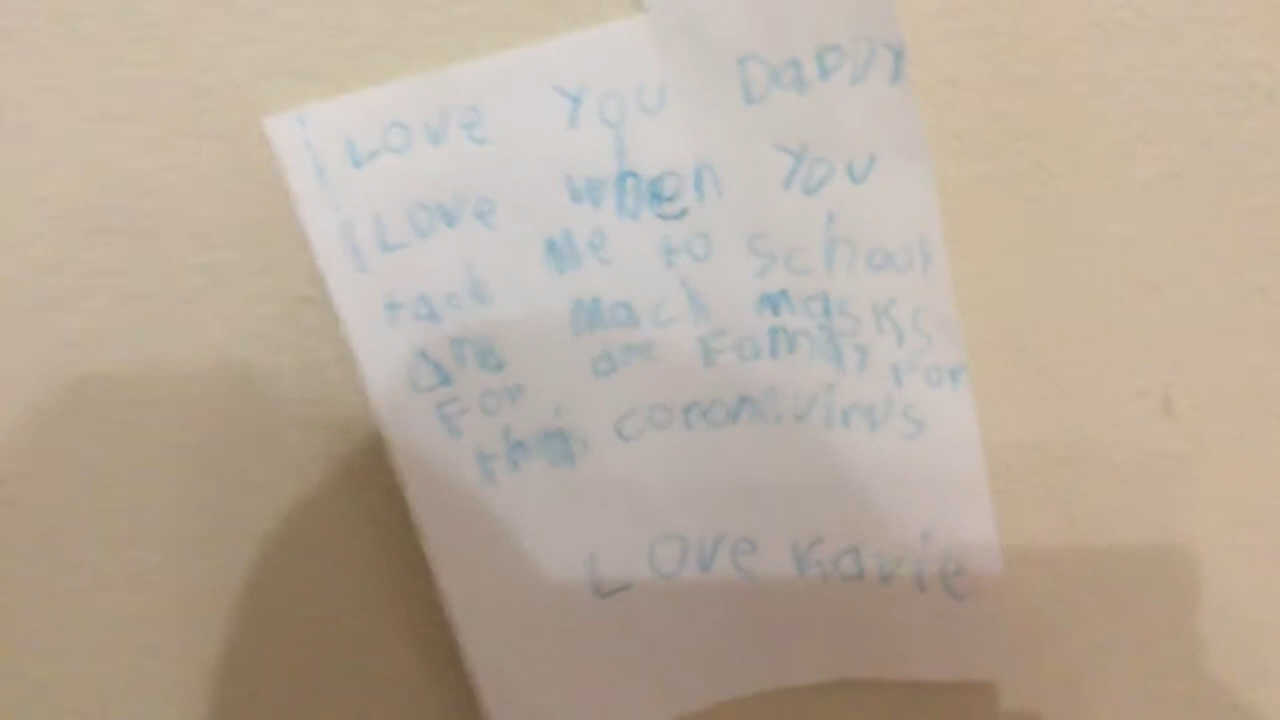 I LOVE YOU DaDDY
I LOVE when YOU
tack Me to School
and Mack masks
For are Family For
this coronavirus
LOVE Kavie